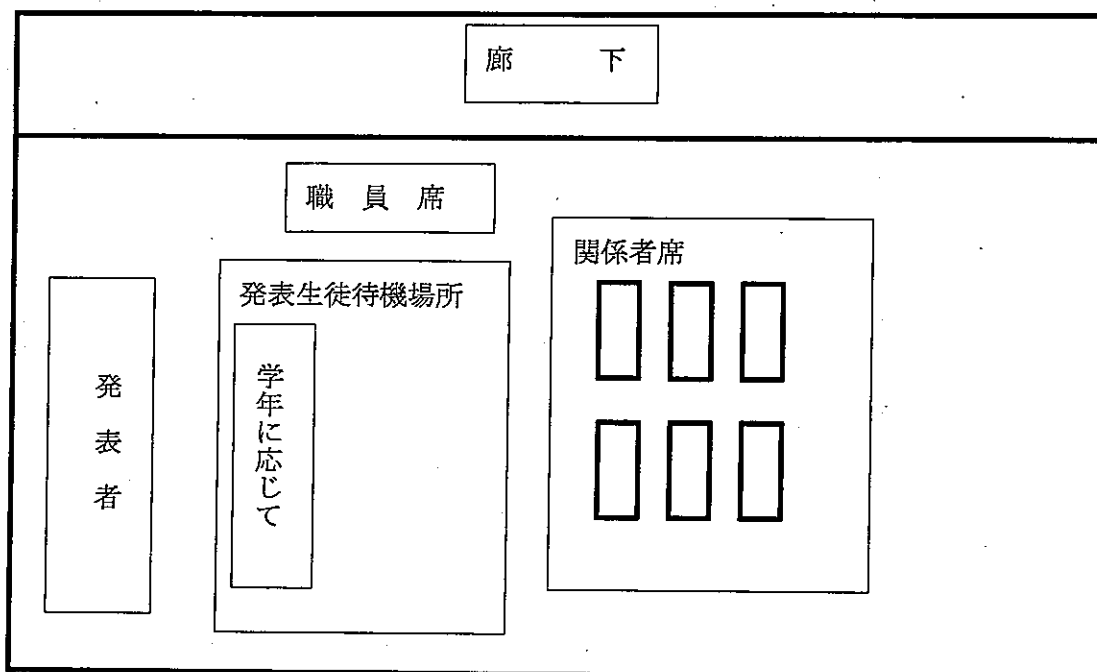 廊　下
職 員 席
関係者席
発表生徒待機場所
学年に応じて
発表者